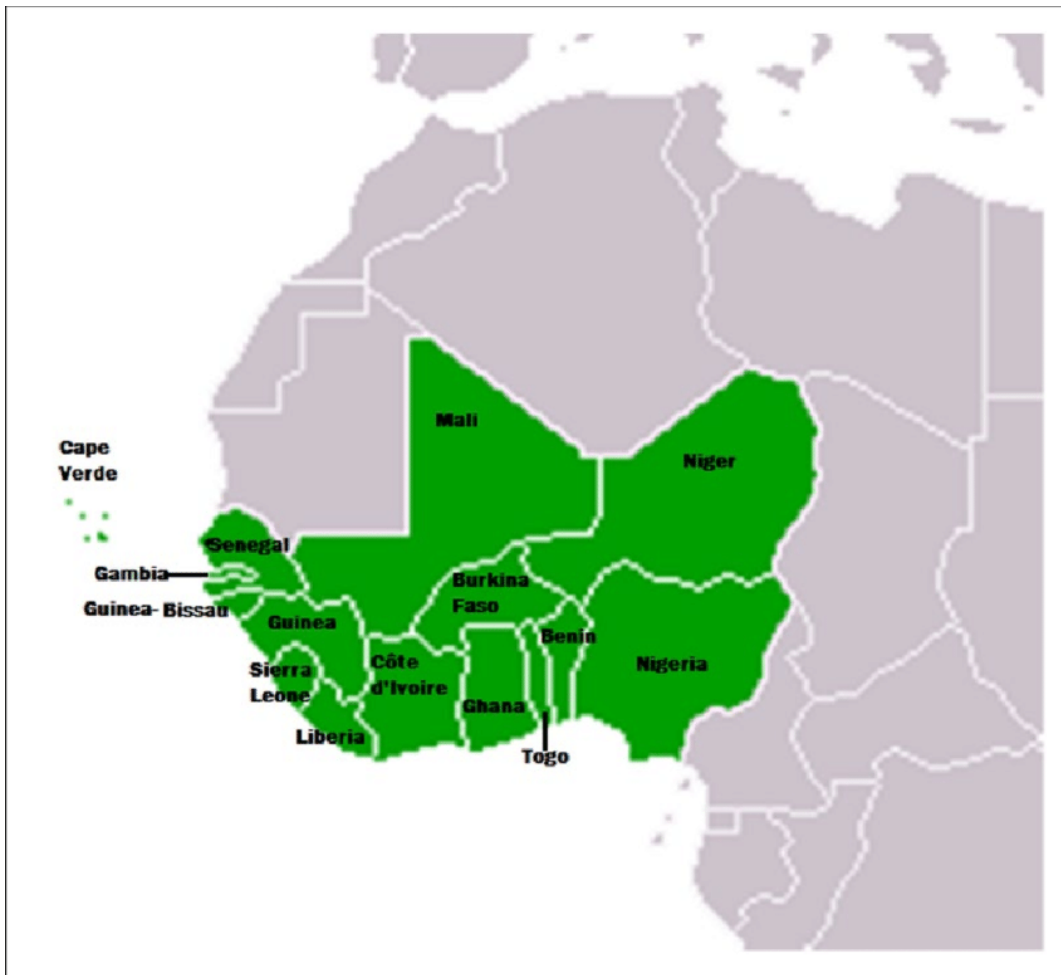 Mali
Cape
Verde
Niger
Senegal
Gambia
Burkina
Faso
Guinea-Bissau
Guinea
Benin
Nigeria
Sierra
Leone
Côte
d'Ivoire
Ghana
Liberia
Togo